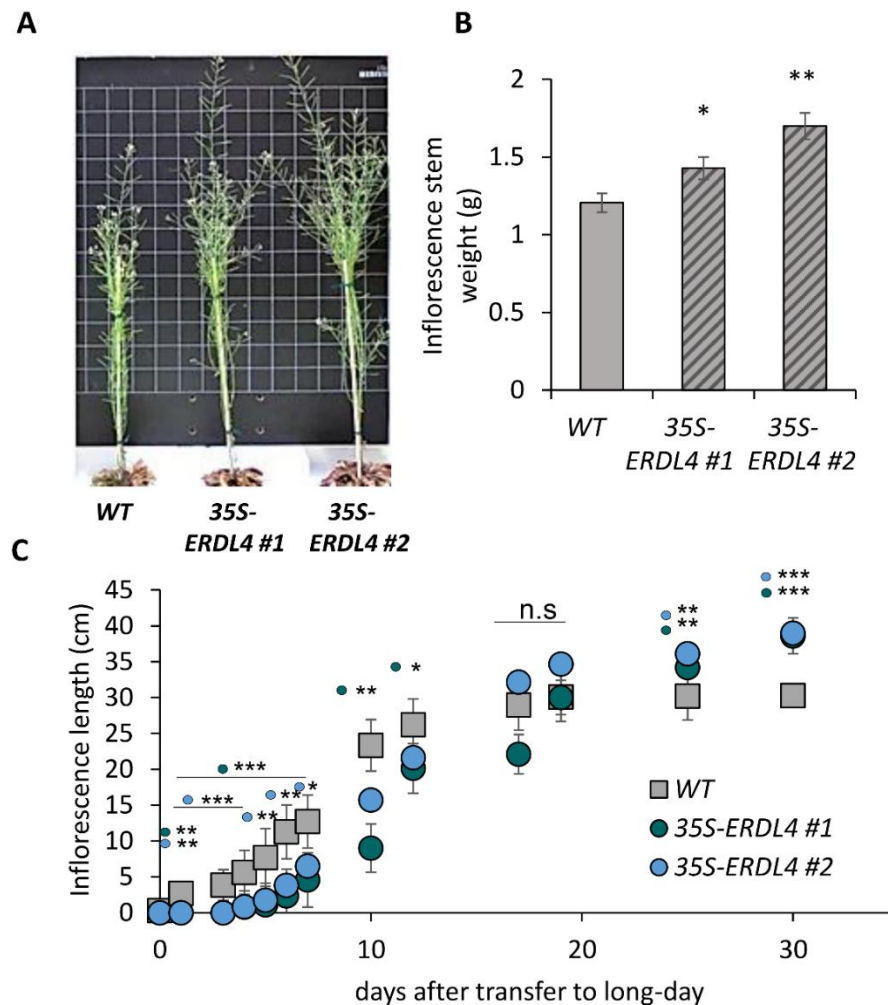 A
WT
35S-
ERDL4 #1
35S-
ERDL4 #2
B
Inflorescence stem
weight (g)
2
1.5
1
0.5
0
*
**
WT
35S-
ERDL4 #1
35S-
ERDL4 #2
C
Inflorescence length (cm)
45
40
35
30
25
20
15
10
5
0
**
**
***
***
**
**
*
**
*
n.s
**
**
***
***
WT
35S-ERDL4 #1
35S-ERDL4 #2
0
10
20
30
days after transfer to long-day